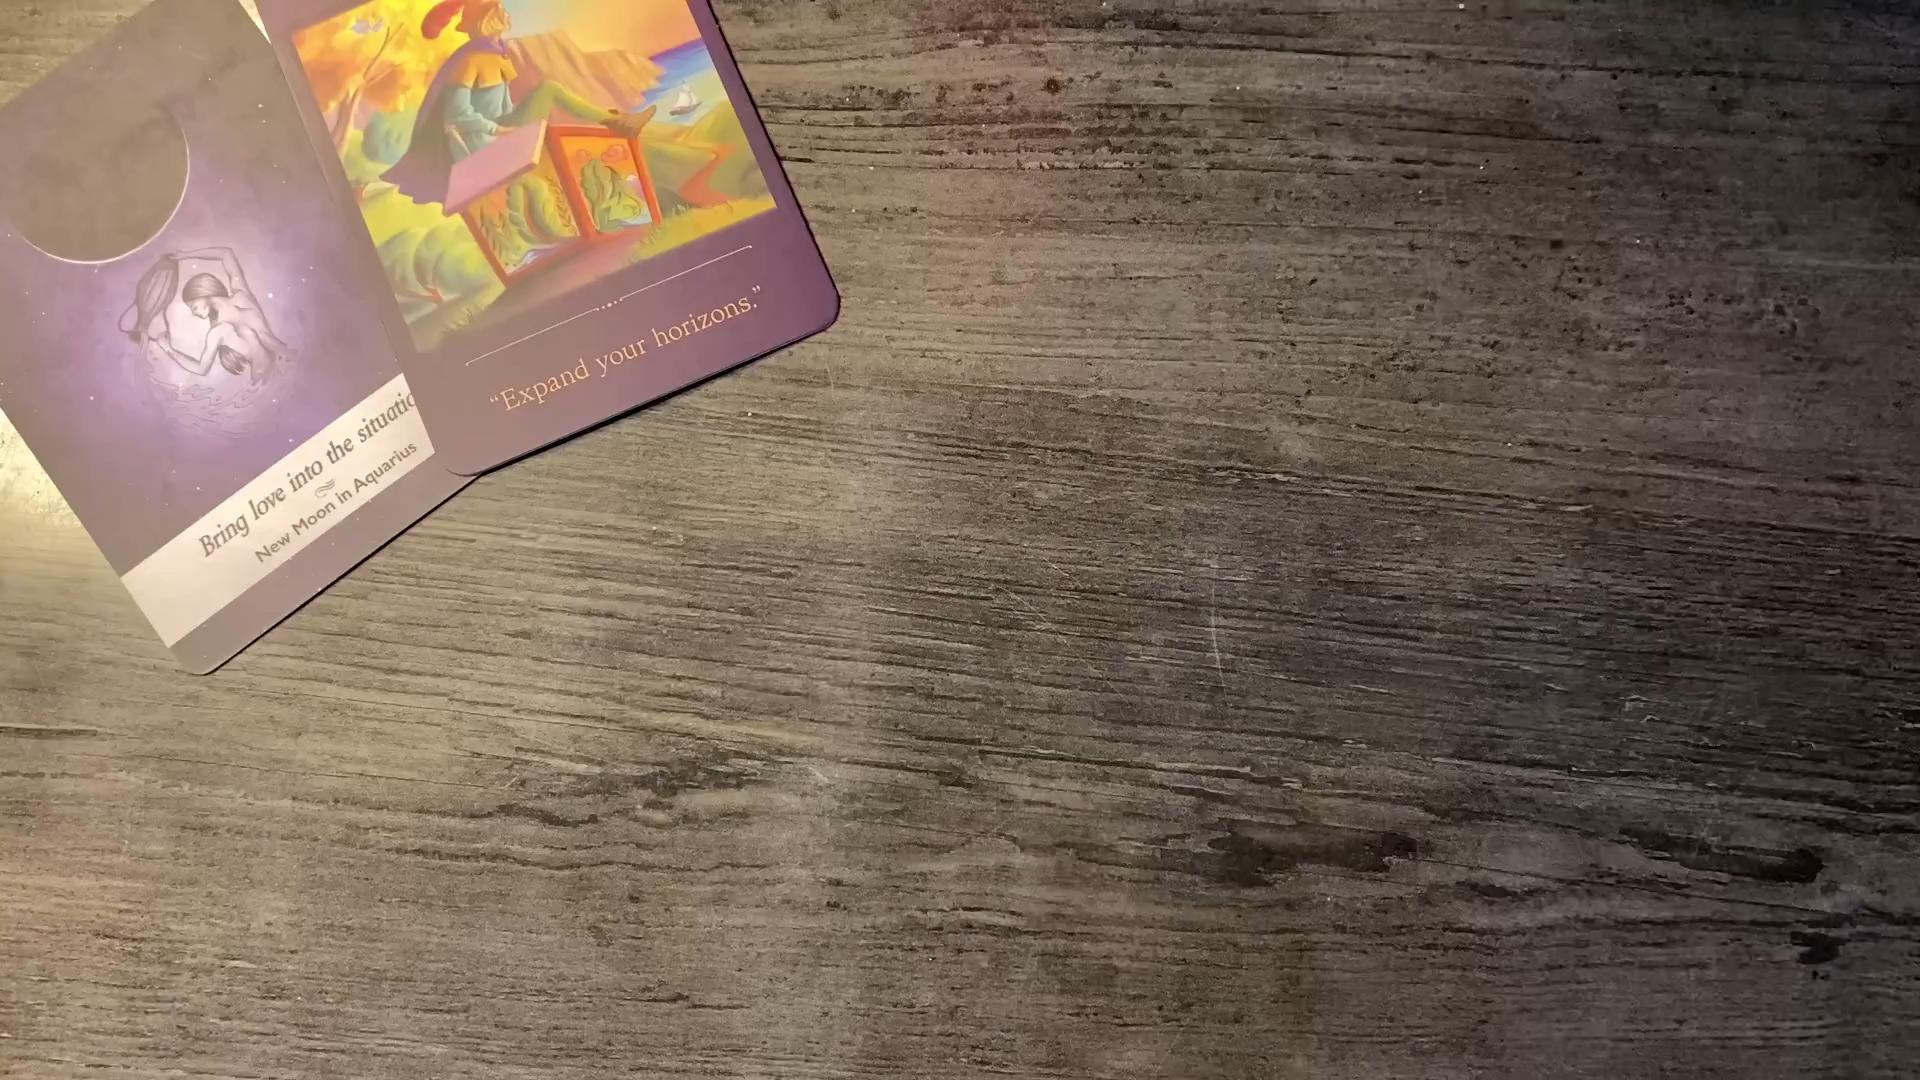 Bring love into the situatio
New Moon in Aquarius
“Expand your horizons.”